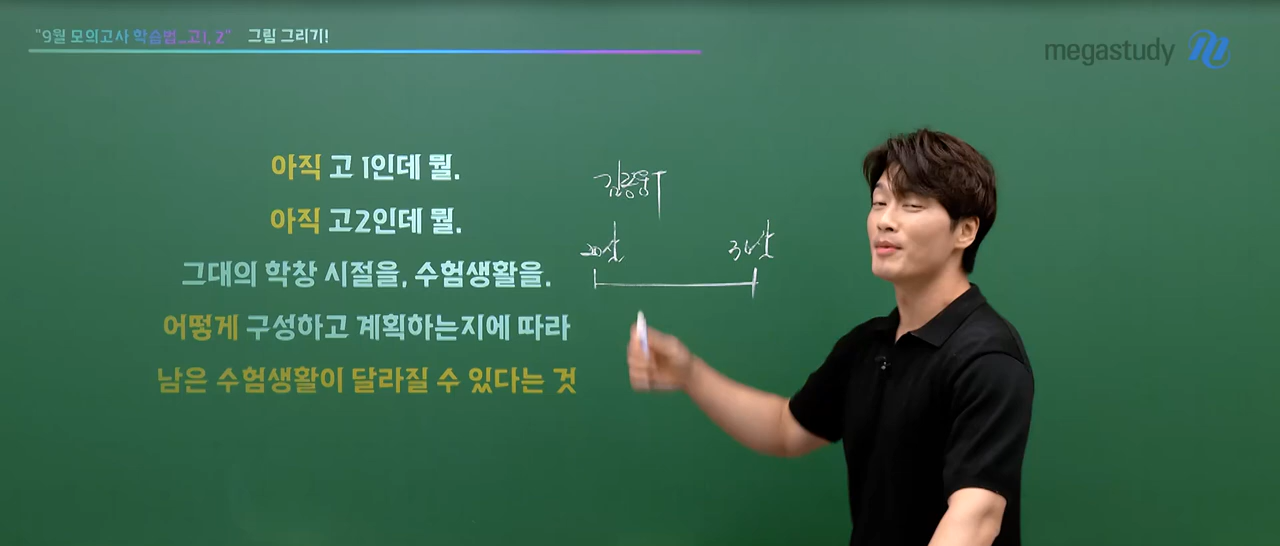 "9월 모의고사 학습법_고1, 2" 그림 그리기!
megastudy
아직 고 1인데 뭘.
아직 고2인데 뭘.
그대의 학창 시절을, 수험생활을.
어떻게 구성하고 계획하는지에 따라
남은 수험생활이 달라질 수 있다는 것
김광웅T
20살